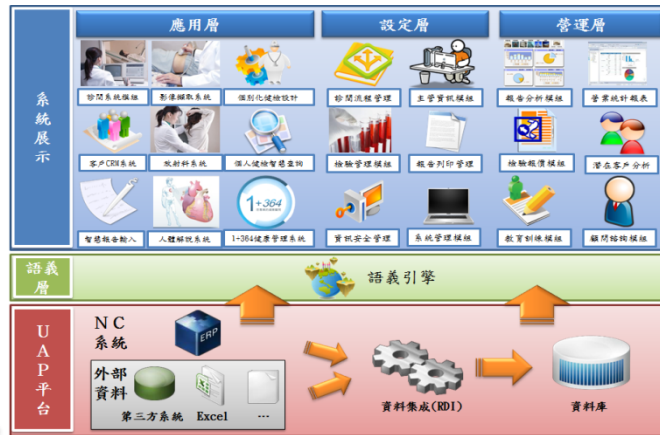 應用層
設定層
營運層
系統展示
診間系統模組
影像擷取系統
個別化健檢設計
診間流程管理
主管資訊模組
報告分析模組
營業統計報表
客戶CRM系統
放射科系統
個人健檢智慧查詢
檢驗管理模組
報告列印管理
檢驗報價模組
潛在客戶分析
1+364
智慧報告輸入
人體解說系統
1+364健康管理系統
資訊安全管理
系統管理模組
教育訓練模組
顧問諮詢模組
語義層
語義引擎
UAP平台
NC
系統
ERP
外部
資料
第三方系統
Excel
...
資料集成(RDI)
資料庫